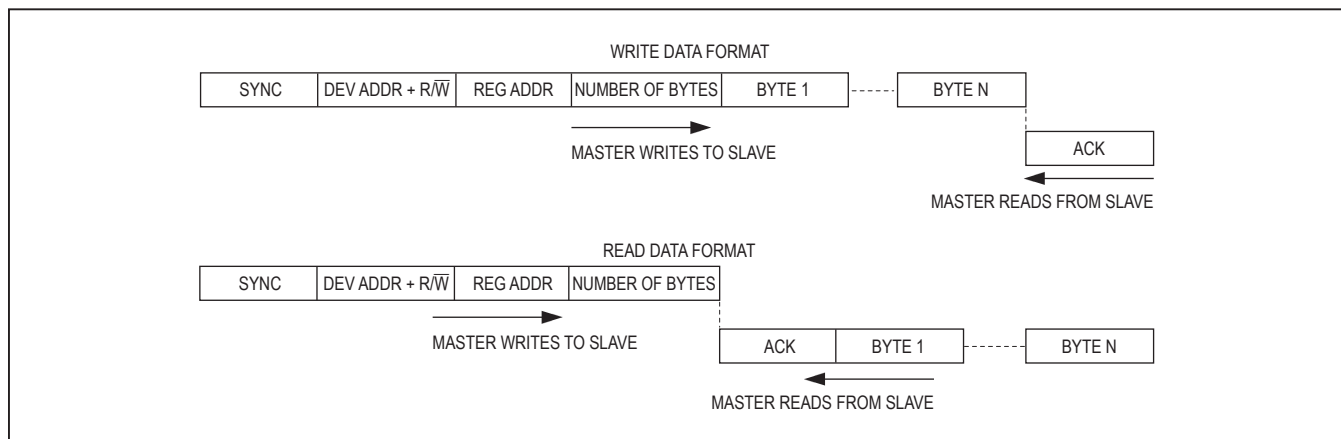 WRITE DATA FORMAT
SYNC DEV ADDR + R/W̅ REG ADDR NUMBER OF BYTES BYTE 1 BYTE N
MASTER WRITES TO SLAVE
ACK
MASTER READS FROM SLAVE
READ DATA FORMAT
SYNC DEV ADDR + R/W̅ REG ADDR NUMBER OF BYTES
MASTER WRITES TO SLAVE
ACK BYTE 1 BYTE N
MASTER READS FROM SLAVE